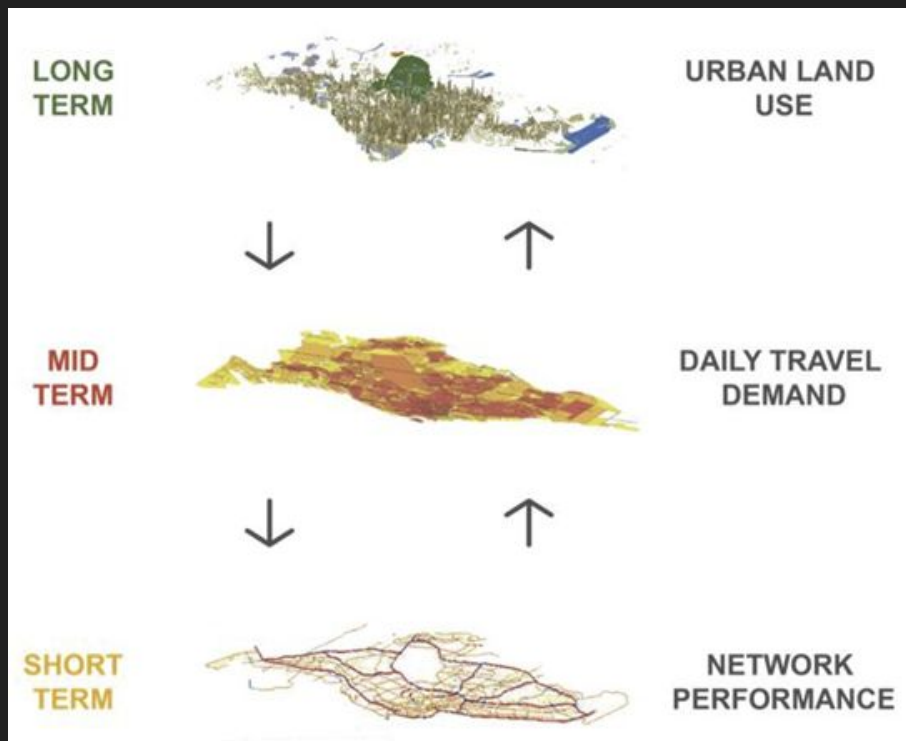 LONG
TERM
URBAN LAND
USE
MID
TERM
DAILY TRAVEL
DEMAND
SHORT
TERM
NETWORK
PERFORMANCE